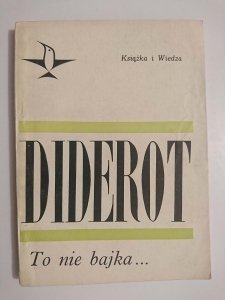 Książka i Wiedza
DIDEROT
To nie bajka...